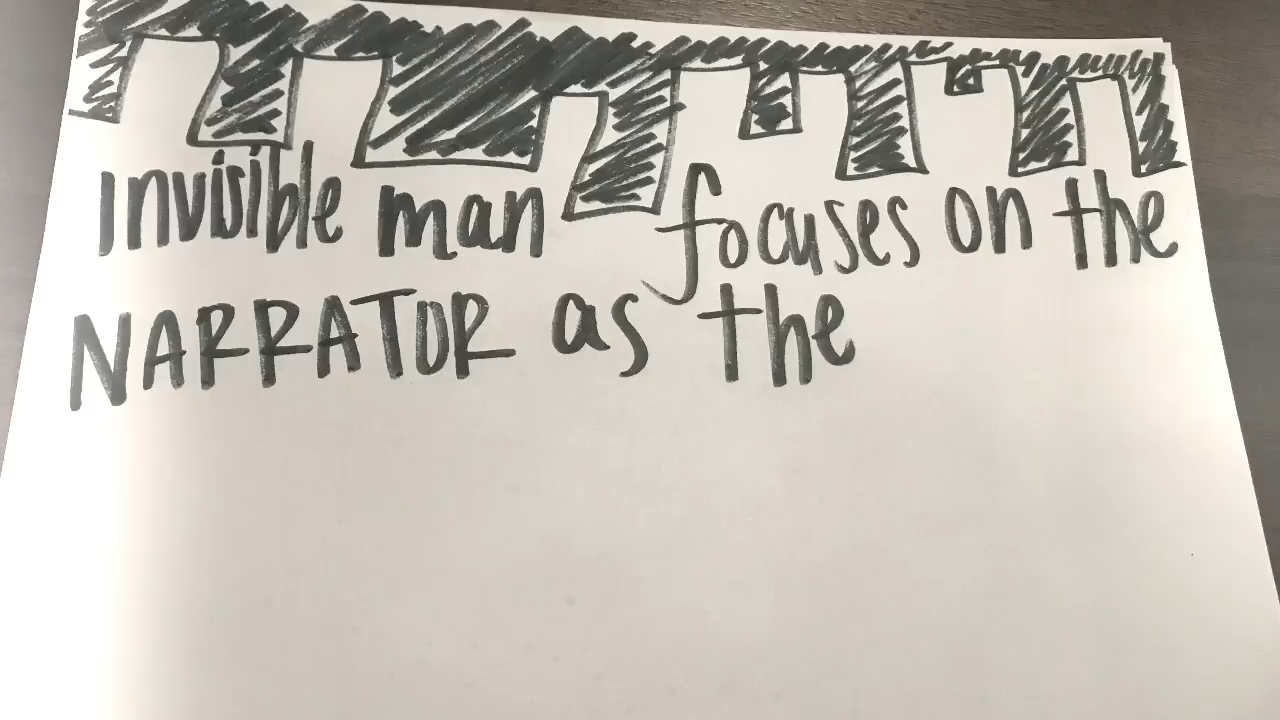 Invisible man focuses on the
NARRATOR as the